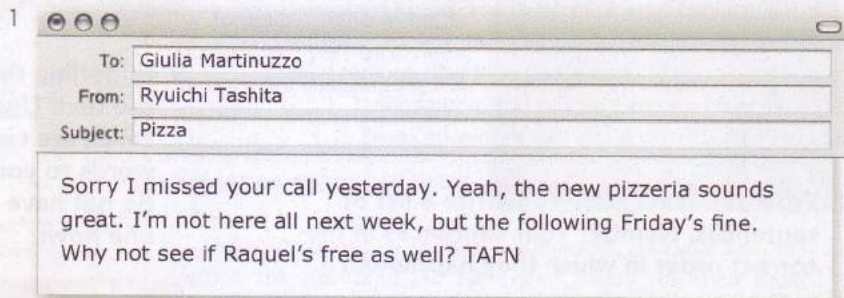 1
To: Giulia Martinuzzo
From: Ryuichi Tashita
Subject: Pizza
Sorry I missed your call yesterday. Yeah, the new pizzeria sounds
great. I'm not here all next week, but the following Friday's fine.
Why not see if Raquel's free as well? TAFN